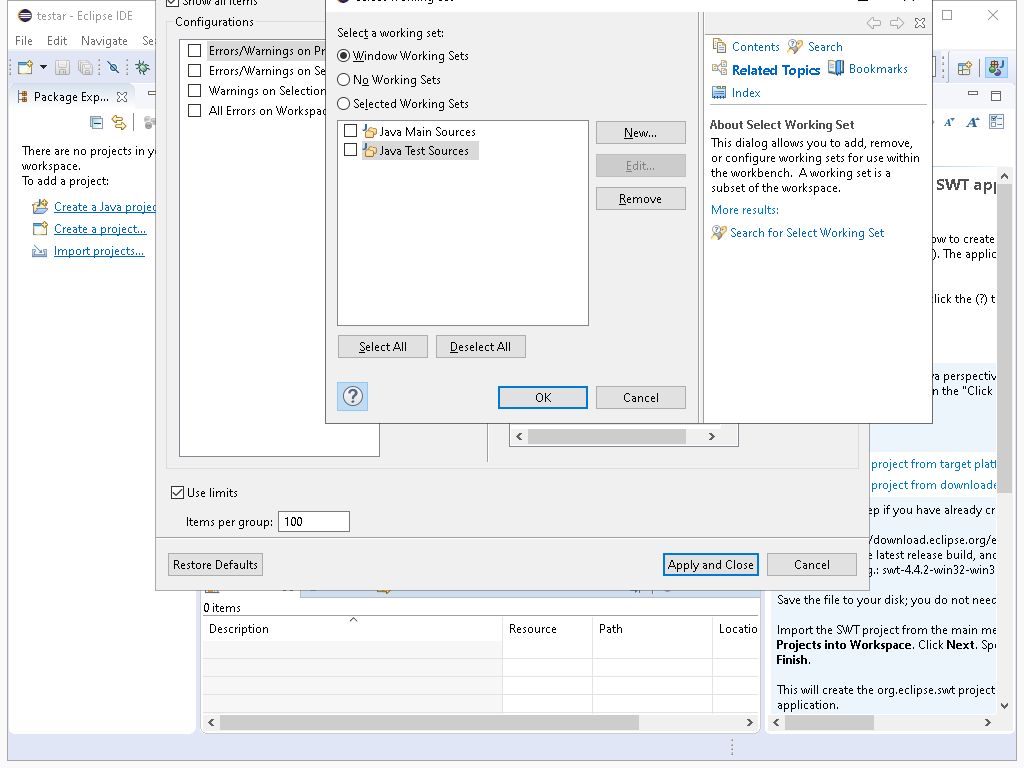 testar - Eclipse IDE
File Edit Navigate Se
Package Exp...
There are no projects in yo
workspace.
To add a project:
Create a Java projec
Create a project...
Import projects...
Show all items
Configurations
Errors/Warnings on Pr
Errors/Warnings on Se
Warnings on Selection
All Errors on Workspac
Use limits
Items per group: 100
Restore Defaults
Apply and Close
Cancel
Select Working Set
Select a working set:
Window Working Sets
No Working Sets
Selected Working Sets
Java Main Sources
Java Test Sources
New...
Edit...
Remove
Select All
Deselect All
OK
Cancel
Contents
Search
Related Topics
Bookmarks
Index
About Select Working Set
This dialog allows you to add, remove,
or configure working sets for use within
the workbench. A working set is a
subset of the workspace.
More results:
Search for Select Working Set
SWT app
ow to create
). The applic
lick the (?) t
va perspectiv
n the "Click
project from target platf
project from downloade
ep if you have already cr
/download.eclipse.org/e
e latest release build, and
g.: swt-4.4.2-win32-win3
Save the file to your disk; you do not need
Import the SWT project from the main me
Projects into Workspace. Click Next. Spe
Finish.
This will create the org.eclipse.swt project
application.
0 items
Description
Resource
Path
Locatio